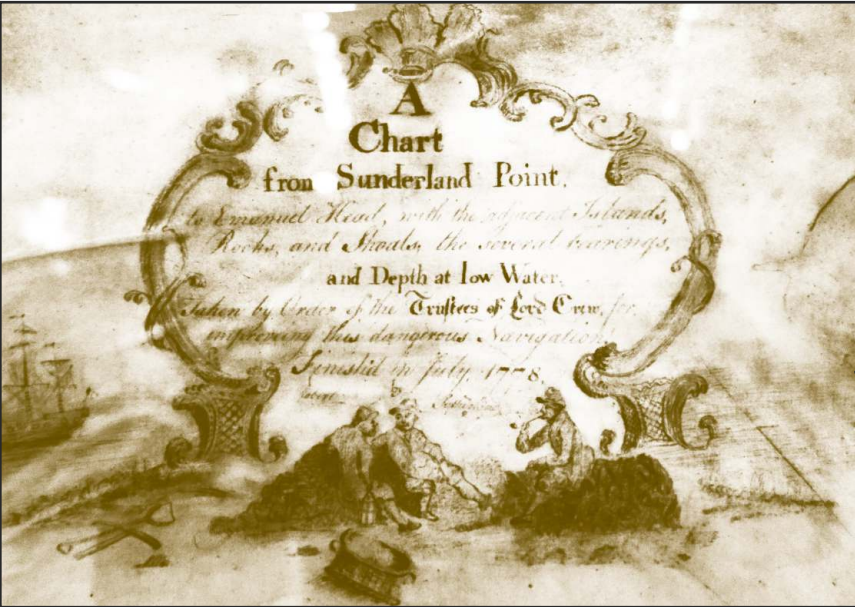 A
Chart
from Sunderland Point,
to Emanuel Head, with the adjacent Islands,
Rocks, and Shoals, the several bearings,
and Depth at low Water,
Taken by Order of the Trustees of Lord Crew, for
improving this dangerous Navigation
Finishd in July, 1778.